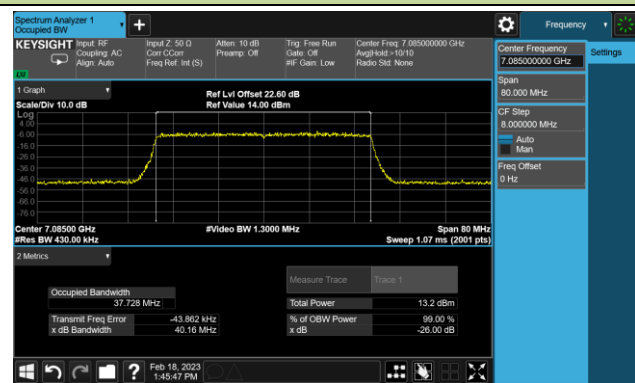 Spectrum Analyzer 1
Occupied BW
Frequency
KEYSIGHT
Input: RF
Coupling: AC
Align: Auto
Input Z: 50 Ω
Corr CCorr
Freq Ref: Int (S)
Atten: 10 dB
Preamp: Off
Trig: Free Run
Gate: Off
#IF Gain: Low
Center Freq: 7.085000000 GHz
Avg|Hold:>10/10
Radio Std: None
LXI
Center Frequency
7.085000000 GHz
Settings
Span
80.000 MHz
CF Step
8.000000 MHz
Auto
Man
Freq Offset
0 Hz
1 Graph
Scale/Div 10.0 dB
Ref Lvl Offset 22.60 dB
Ref Value 14.00 dBm
Log
4.00
-6.00
-16.0
-26.0
-36.0
-46.0
-56.0
-66.0
-76.0
Center 7.08500 GHz
#Res BW 430.00 kHz
#Video BW 1.3000 MHz
Span 80 MHz
Sweep 1.07 ms (2001 pts)
2 Metrics
Measure Trace
Trace 1
Occupied Bandwidth
37.728 MHz
Total Power
13.2 dBm
Transmit Freq Error
-43.862 kHz
% of OBW Power
99.00 %
x dB Bandwidth
40.16 MHz
x dB
-26.00 dB
?
Feb 18, 2023
1:45:47 PM